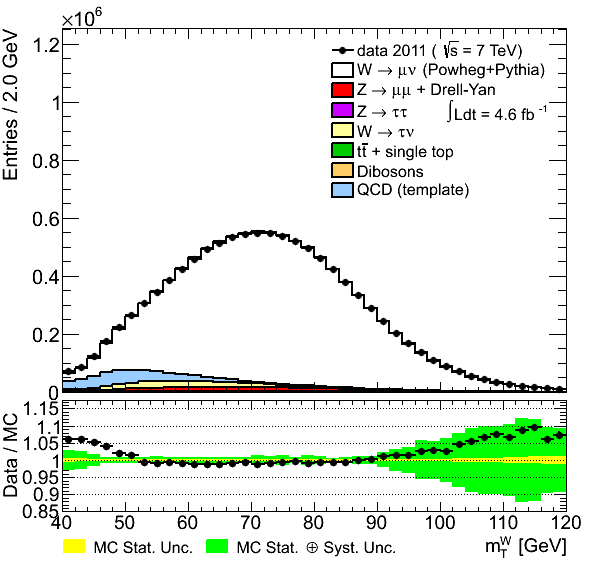 ×10⁶
Entries / 2.0 GeV
1.2
1
0.8
0.6
0.4
0.2
0
data 2011 ( √s = 7 TeV)
W → μν (Powheg+Pythia)
Z → μμ + Drell-Yan
Z → ττ
∫Ldt = 4.6 fb⁻¹
W → τν
tt̄ + single top
Dibosons
QCD (template)
Data / MC
1.15
1.1
1.05
1
0.95
0.9
0.85
40 50 60 70 80 90 100 110 120
m_T^W [GeV]
MC Stat. Unc. MC Stat. ⊕ Syst. Unc.